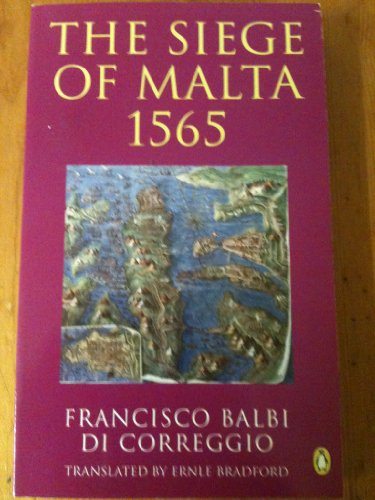 THE SIEGE
OF MALTA
1565
FRANCISCO BALBI
DI CORREGGIO
TRANSLATED BY ERNLE BRADFORD